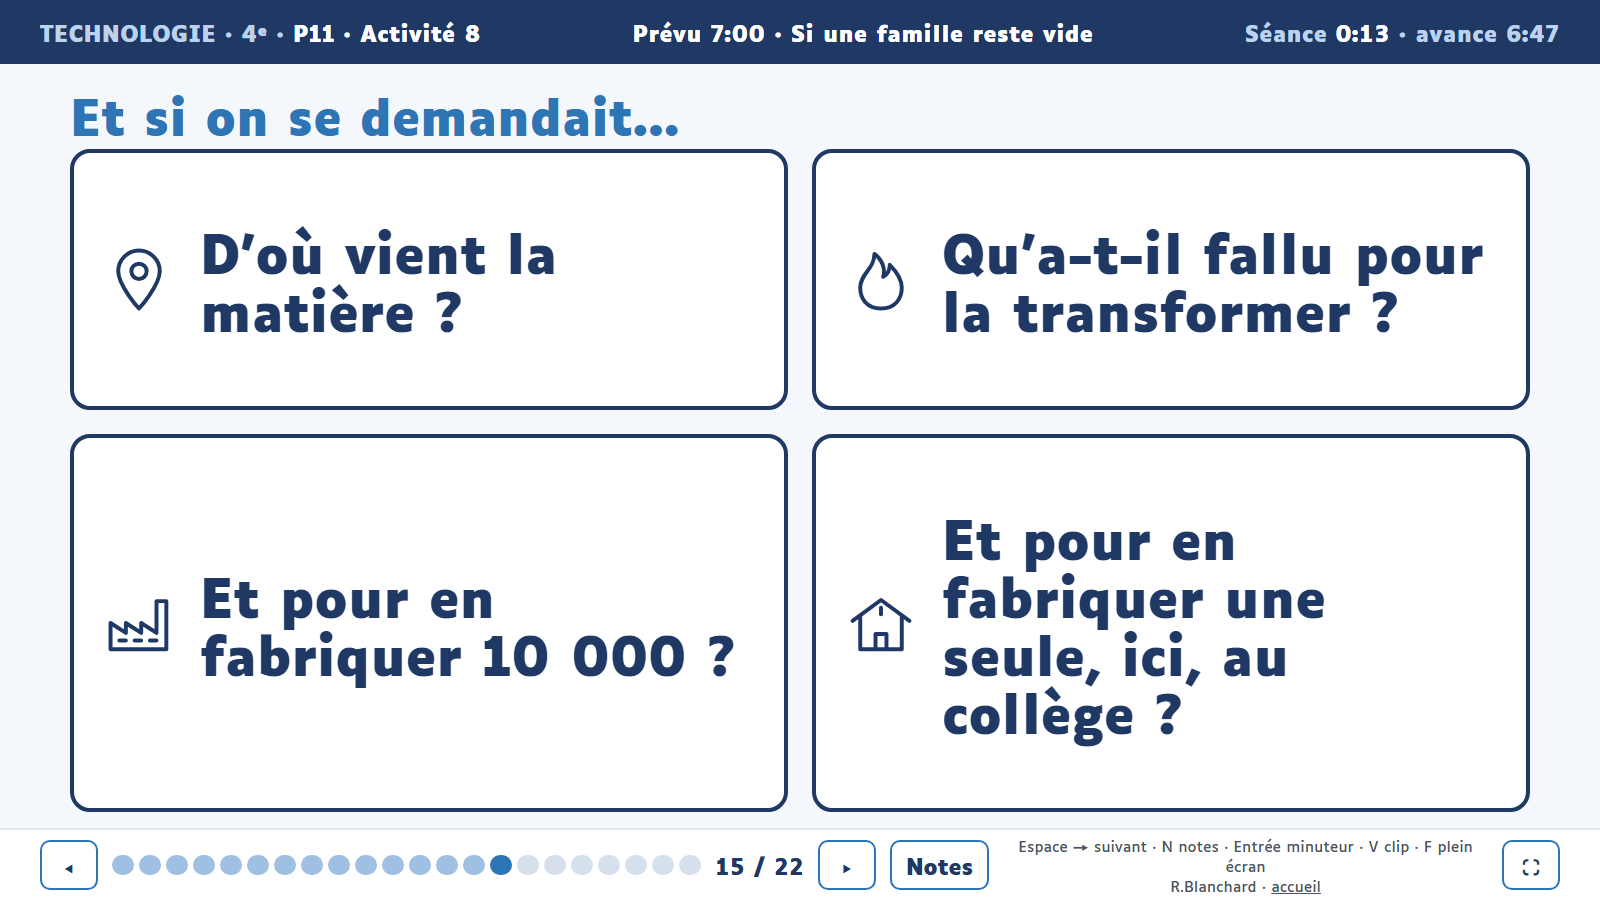 TECHNOLOGIE · 4ᵉ · P11 · Activité 8
Prévu 7:00 · Si une famille reste vide
Séance 0:13 · avance 6:47
Et si on se demandait…
D’où vient la
matière ?
Qu’a-t-il fallu pour
la transformer ?
Et pour en
fabriquer 10 000 ?
Et pour en
fabriquer une
seule, ici, au
collège ?
15 / 22
Notes
Espace → suivant · N notes · Entrée minuteur · V clip · F plein
écran
R.Blanchard · accueil